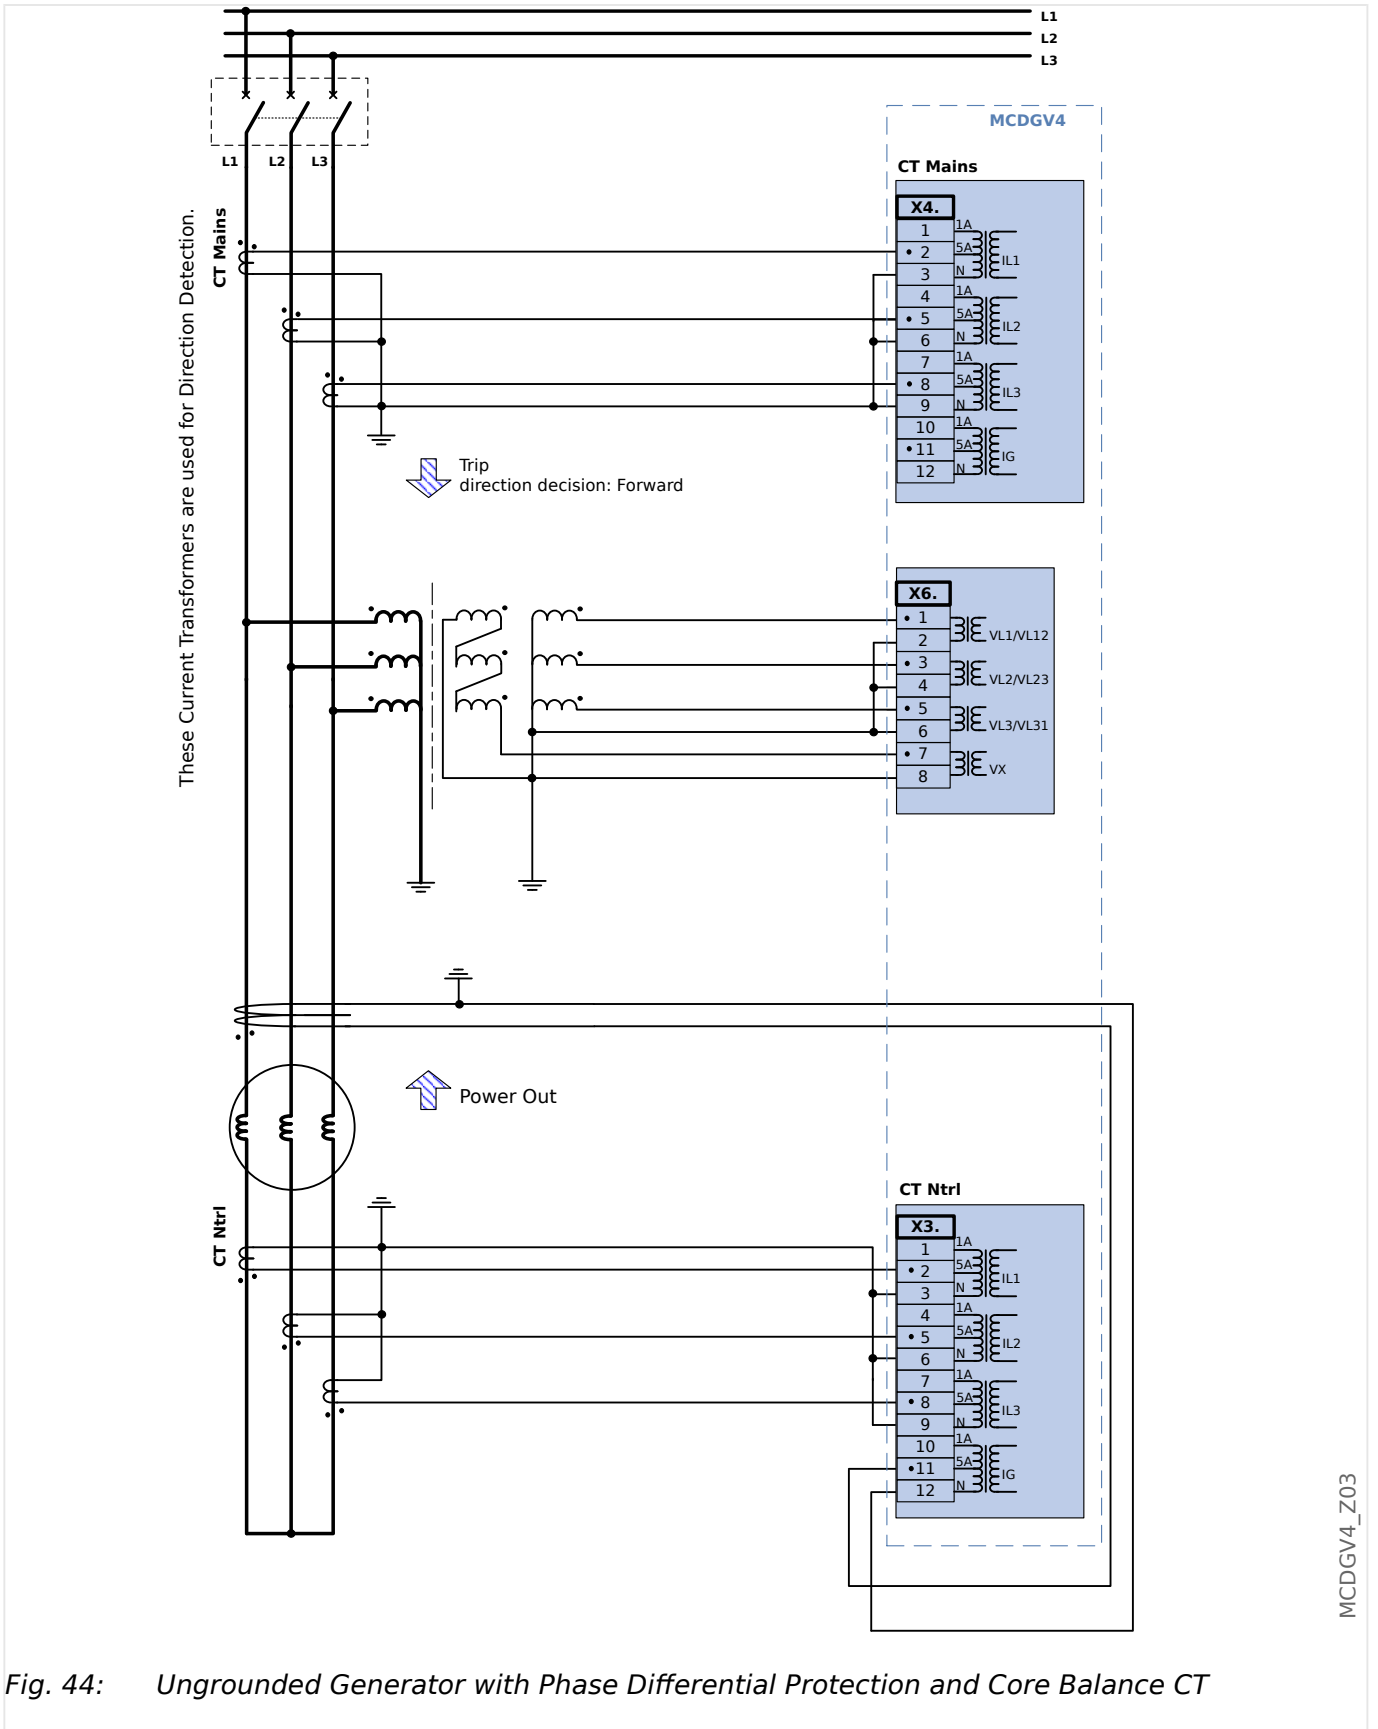 L1
L2
L3
L1 L2 L3
These Current Transformers are used for Direction Detection.
CT Mains
MCDGV4
CT Mains
X4.
1 1A
2 5A IL1
3 N
4 1A
5 5A IL2
6 N
7 1A
8 5A IL3
9 N
10 1A
11 5A IG
12 N
Trip
direction decision: Forward
X6.
1
2 VL1/VL12
3
4 VL2/VL23
5
6 VL3/VL31
7
8 VX
Power Out
CT Ntrl
CT Ntrl
X3.
1 1A
2 5A IL1
3 N
4 1A
5 5A IL2
6 N
7 1A
8 5A IL3
9 N
10 1A
11 5A IG
12 N
MCDGV4_Z03
Fig. 44: Ungrounded Generator with Phase Differential Protection and Core Balance CT